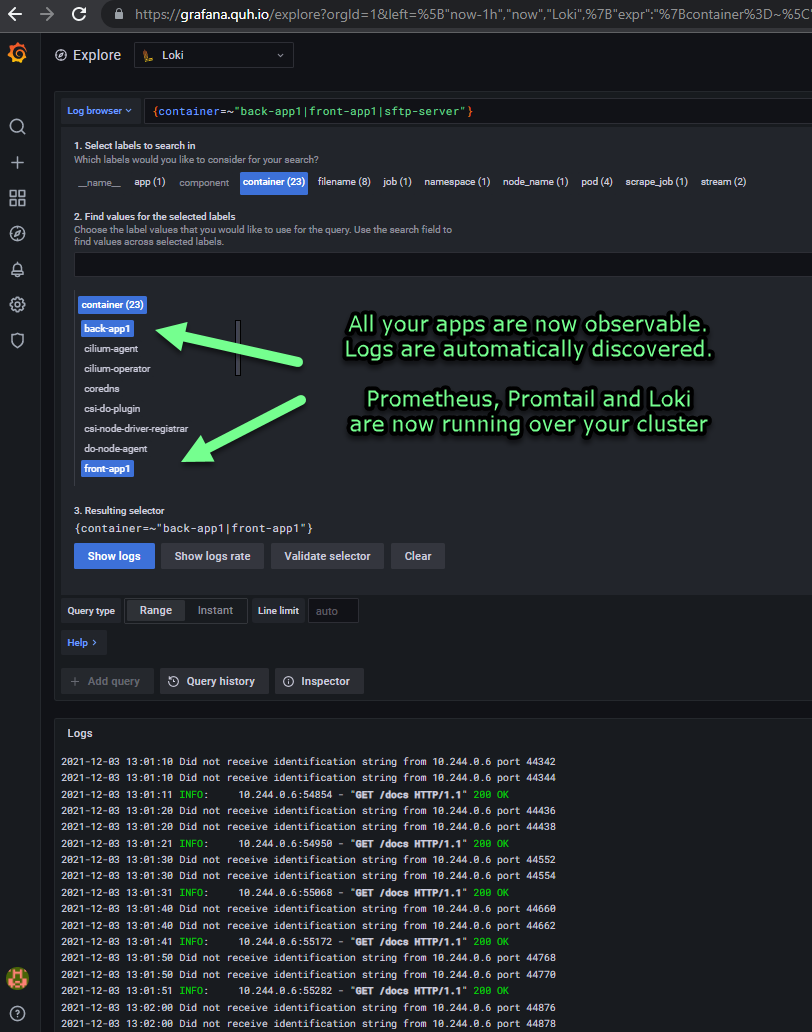 https://grafana.quh.io/explore?orgId=1&left=%5B"now-1h","now","Loki",%7B"expr":"%7Bcontainer%3D~%5C"
Explore
Loki
Log browser
{container=~"back-app1|front-app1|sftp-server"}
1. Select labels to search in
Which labels would you like to consider for your search?
__name__ app (1) component container (23) filename (8) job (1) namespace (1) node_name (1) pod (4) scrape_job (1) stream (2)
2. Find values for the selected labels
Choose the label values that you would like to use for the query. Use the search field to
find values across selected labels.
container (23)
back-app1
cilium-agent
cilium-operator
coredns
csi-do-plugin
csi-node-driver-registrar
do-node-agent
front-app1
All your apps are now observable.
Logs are automatically discovered.
Prometheus, Promtail and Loki
are now running over your cluster
3. Resulting selector
{container=~"back-app1|front-app1"}
Show logs Show logs rate Validate selector Clear
Query type Range Instant Line limit auto
Help >
+ Add query Query history Inspector
Logs
2021-12-03 13:01:10 Did not receive identification string from 10.244.0.6 port 44342
2021-12-03 13:01:10 Did not receive identification string from 10.244.0.6 port 44344
2021-12-03 13:01:11 INFO: 10.244.0.6:54854 - "GET /docs HTTP/1.1" 200 OK
2021-12-03 13:01:20 Did not receive identification string from 10.244.0.6 port 44436
2021-12-03 13:01:20 Did not receive identification string from 10.244.0.6 port 44438
2021-12-03 13:01:21 INFO: 10.244.0.6:54950 - "GET /docs HTTP/1.1" 200 OK
2021-12-03 13:01:30 Did not receive identification string from 10.244.0.6 port 44552
2021-12-03 13:01:30 Did not receive identification string from 10.244.0.6 port 44554
2021-12-03 13:01:31 INFO: 10.244.0.6:55068 - "GET /docs HTTP/1.1" 200 OK
2021-12-03 13:01:40 Did not receive identification string from 10.244.0.6 port 44660
2021-12-03 13:01:40 Did not receive identification string from 10.244.0.6 port 44662
2021-12-03 13:01:41 INFO: 10.244.0.6:55172 - "GET /docs HTTP/1.1" 200 OK
2021-12-03 13:01:50 Did not receive identification string from 10.244.0.6 port 44768
2021-12-03 13:01:50 Did not receive identification string from 10.244.0.6 port 44770
2021-12-03 13:01:51 INFO: 10.244.0.6:55282 - "GET /docs HTTP/1.1" 200 OK
2021-12-03 13:02:00 Did not receive identification string from 10.244.0.6 port 44876
2021-12-03 13:02:00 Did not receive identification string from 10.244.0.6 port 44878